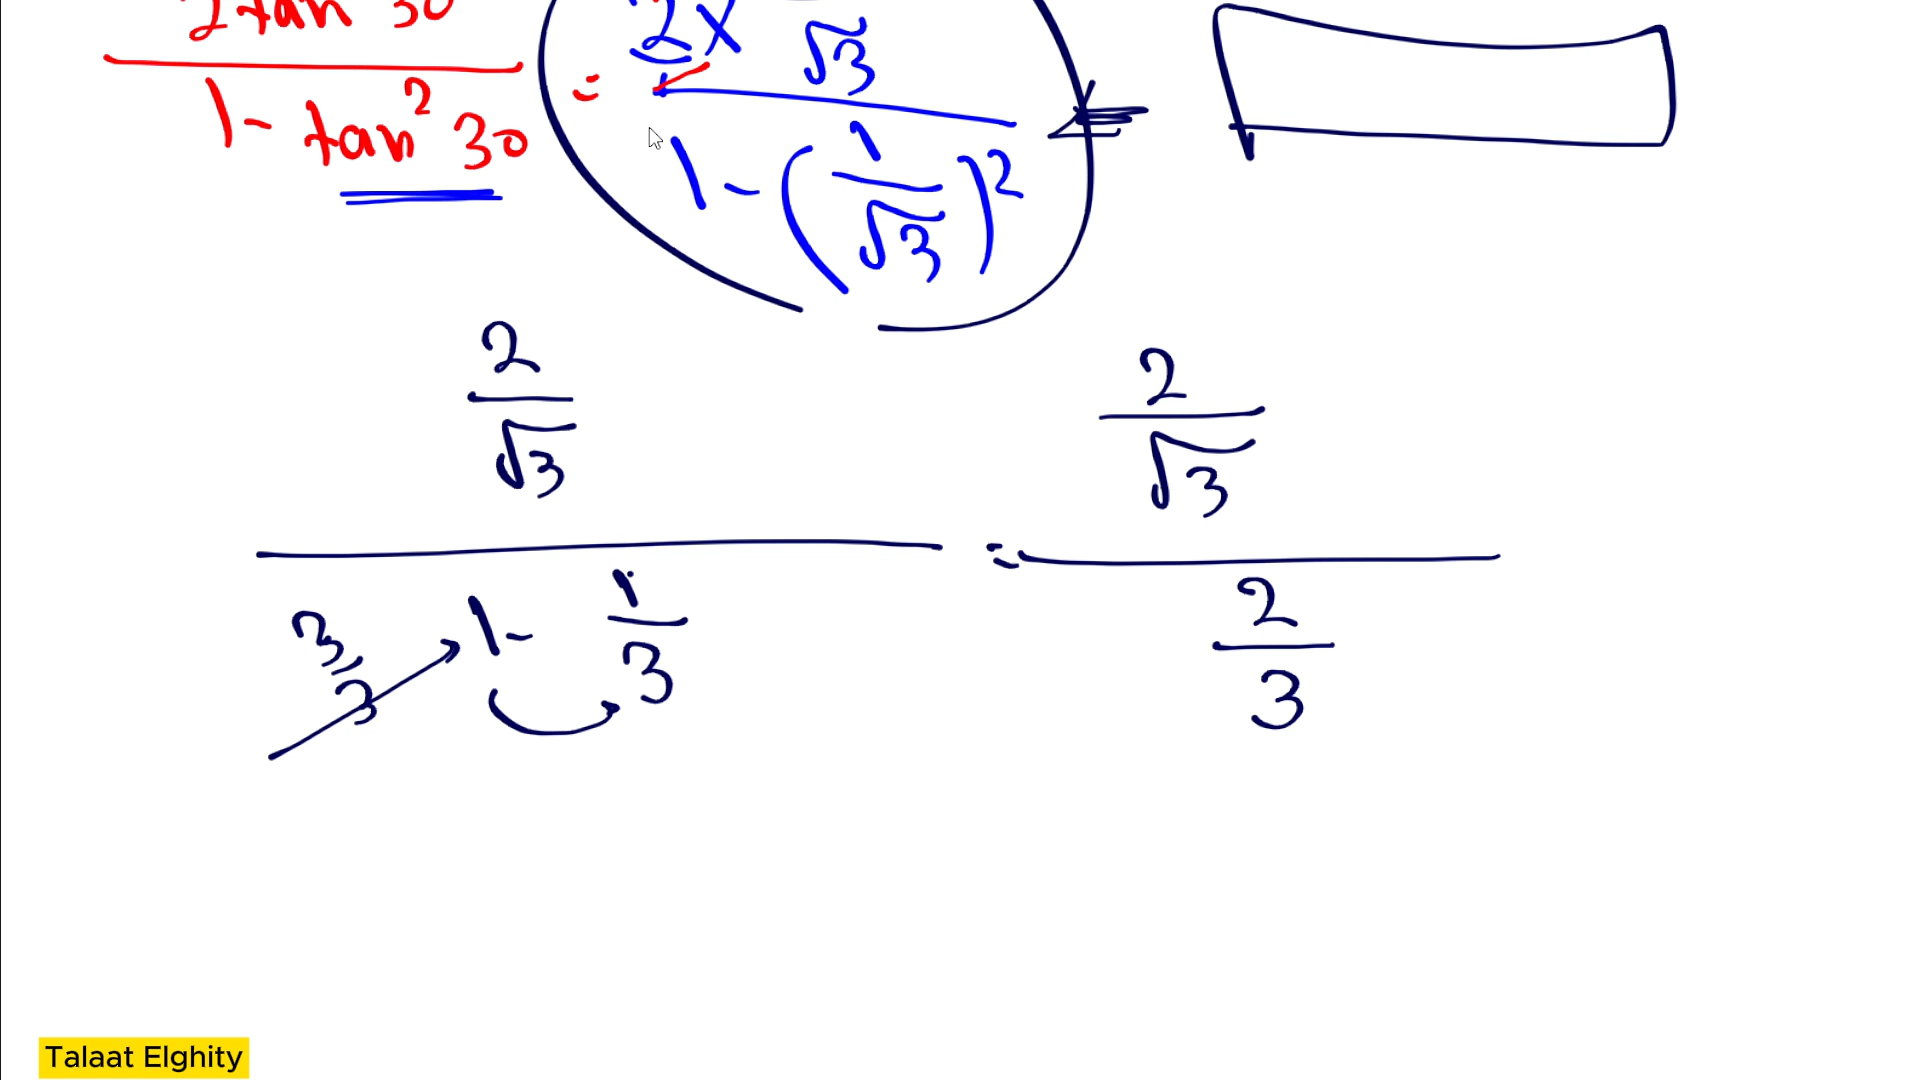 2 tan 30 / 1 - tan² 30 = 2 × √3 / 1 - (1/√3)²
2/√3 / 1 - 1/3 = 2/√3 / 2/3
3/3
Talaat Elghity